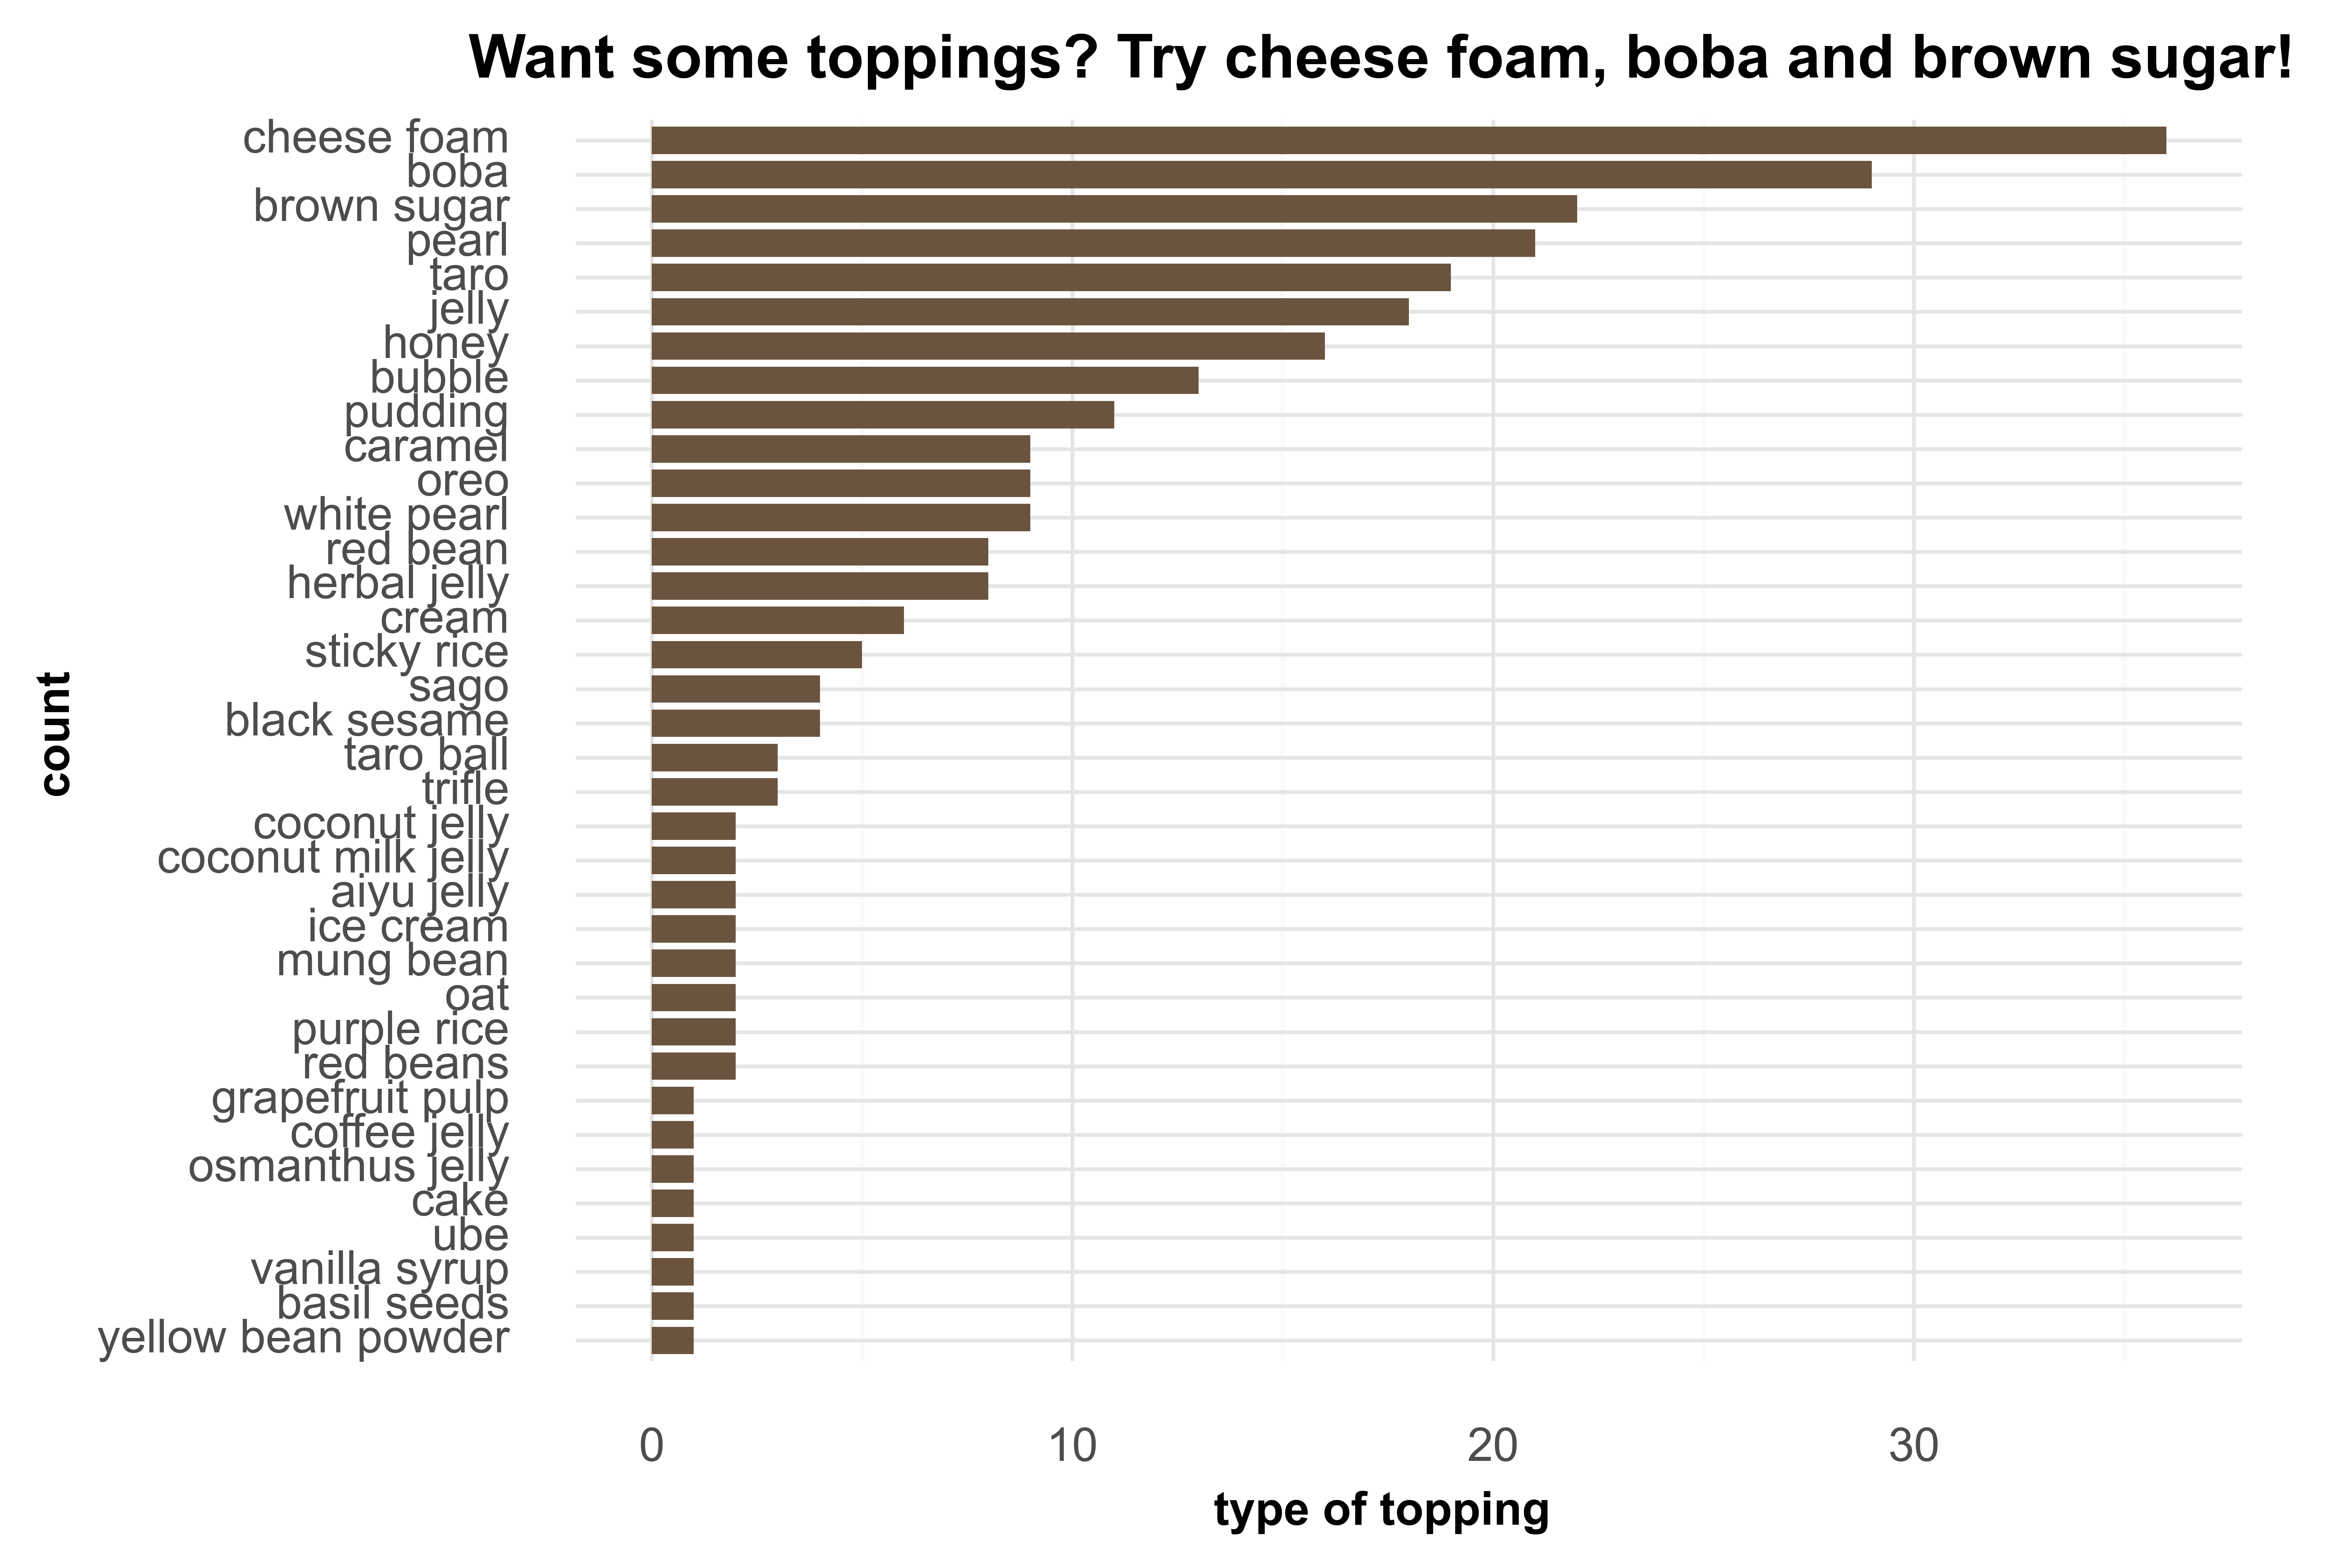 Want some toppings? Try cheese foam, boba and brown sugar!
cheese foam
boba
brown sugar
pearl
taro
jelly
honey
bubble
pudding
caramel
oreo
white pearl
red bean
herbal jelly
cream
sticky rice
sago
black sesame
taro ball
trifle
coconut jelly
coconut milk jelly
aiyu jelly
ice cream
mung bean
oat
purple rice
red beans
grapefruit pulp
coffee jelly
osmanthus jelly
cake
ube
vanilla syrup
basil seeds
yellow bean powder
count
0 10 20 30
type of topping